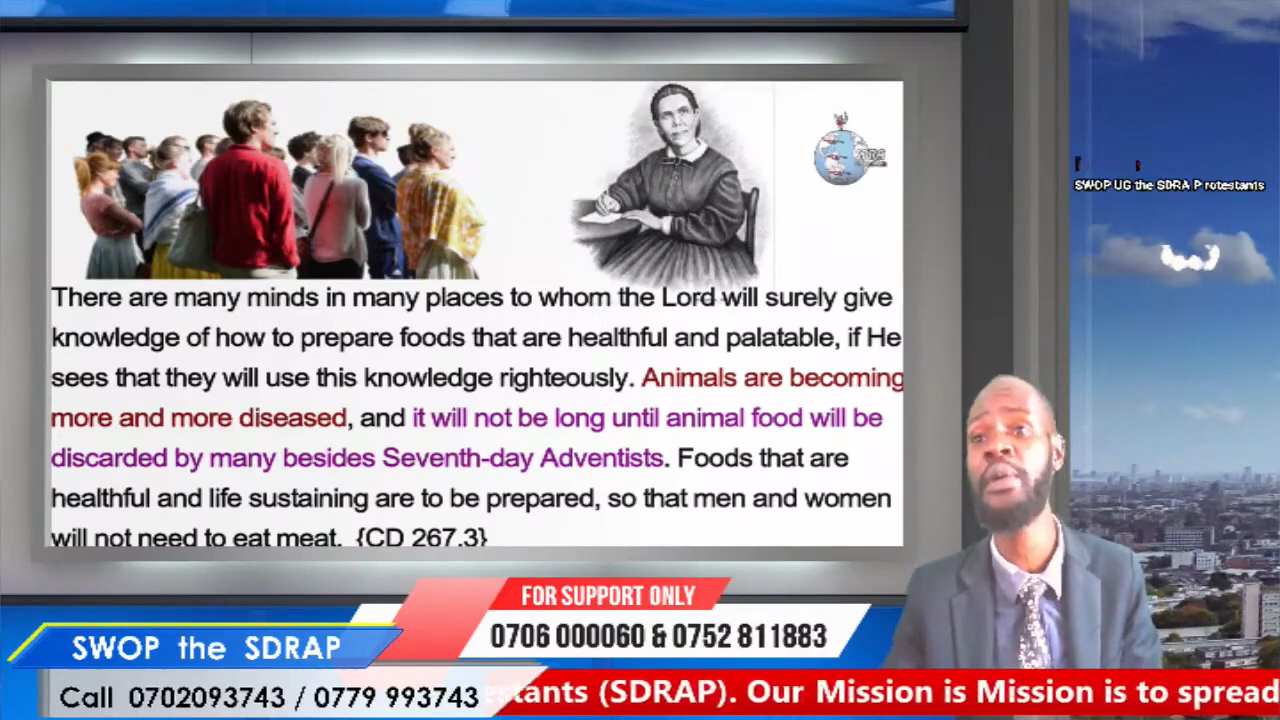 SWOP UG the SDRA P rotestants
There are many minds in many places to whom the Lord will surely give
knowledge of how to prepare foods that are healthful and palatable, if He
sees that they will use this knowledge righteously. Animals are becoming
more and more diseased, and it will not be long until animal food will be
discarded by many besides Seventh-day Adventists. Foods that are
healthful and life sustaining are to be prepared, so that men and women
will not need to eat meat. {CD 267.3}
FOR SUPPORT ONLY
0706 000060 & 0752 811883
SWOP the SDRAP
Call 0702093743 / 0779 993743
stants (SDRAP). Our Mission is Mission is to spread